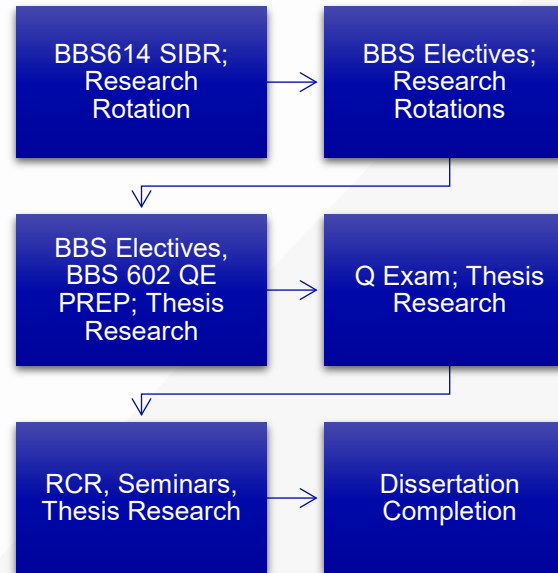 BBS614 SIBR;
Research
Rotation
BBS Electives;
Research
Rotations
BBS Electives,
BBS 602 QE
PREP; Thesis
Research
Q Exam; Thesis
Research
RCR, Seminars,
Thesis Research
Dissertation
Completion